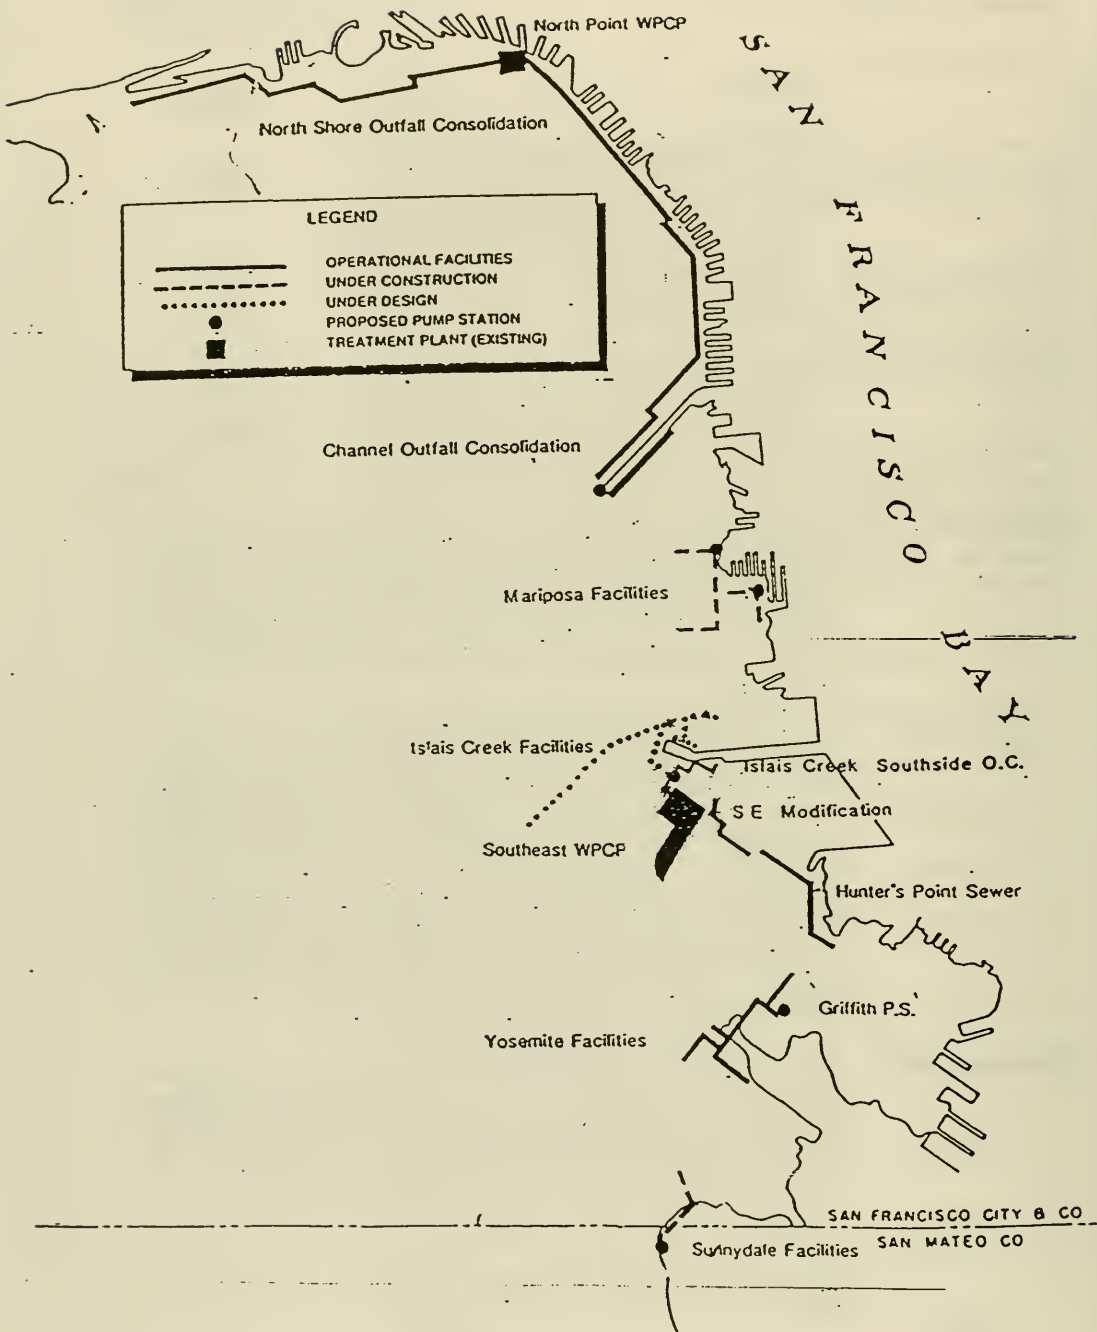 North Point WPCP
SAN FRANCISCO BAY
North Shore Outfall Consolidation
LEGEND
OPERATIONAL FACILITIES
UNDER CONSTRUCTION
UNDER DESIGN
PROPOSED PUMP STATION
TREATMENT PLANT (EXISTING)
Channel Outfall Consolidation
Mariposa Facilities
Islais Creek Facilities
Islais Creek Southside O.C.
S E Modification
Southeast WPCP
Hunter's Point Sewer
Griffith P.S.
Yosemite Facilities
SAN FRANCISCO CITY & CO
SAN MATEO CO
Sunnydale Facilities